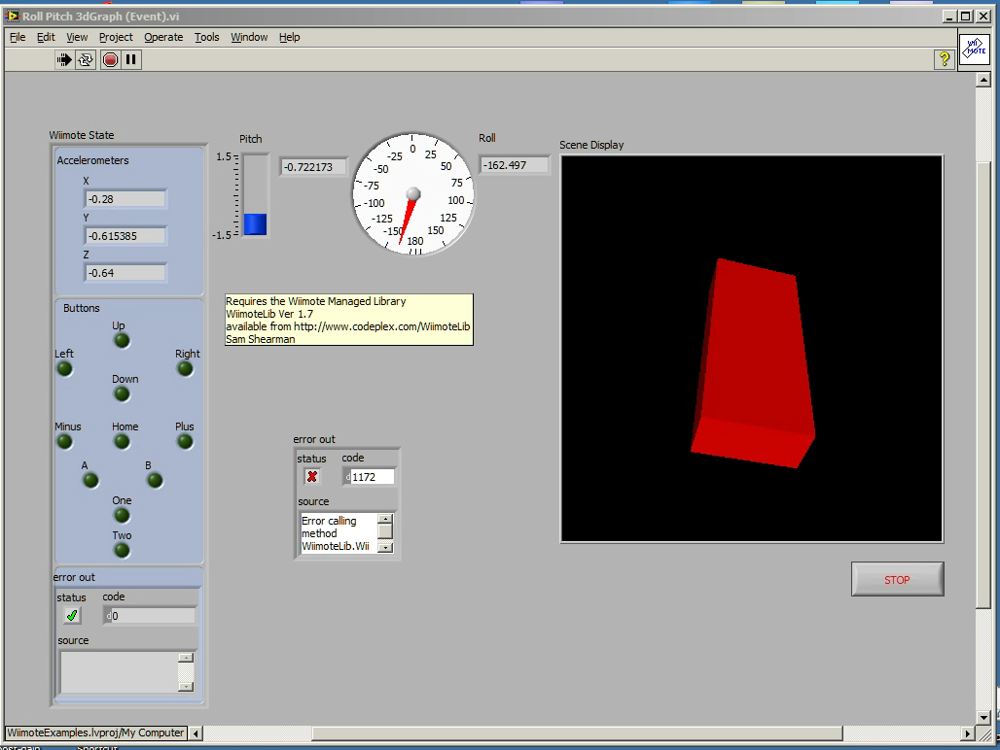 Roll Pitch 3dGraph (Event).vi
File Edit View Project Operate Tools Window Help
?
WII
MOTE
Wiimote State
Accelerometers
X
-0.28
Y
-0.615385
Z
-0.64
Buttons
Up
Left Right
Down
Minus Home Plus
A B
One
Two
error out
status code
d 0
source
Pitch
1.5
-1.5
-0.722173
0
-25 25
-50 50
-75 75
-100 100
-125 125
-150 150
180
Roll
-162.497
Requires the Wiimote Managed Library
WiimoteLib Ver 1.7
available from http://www.codeplex.com/WiimoteLib
Sam Shearman
error out
status code
d 1172
source
Error calling
method
WiimoteLib.Wii
Scene Display
STOP
WiimoteExamples.lvproj/My Computer